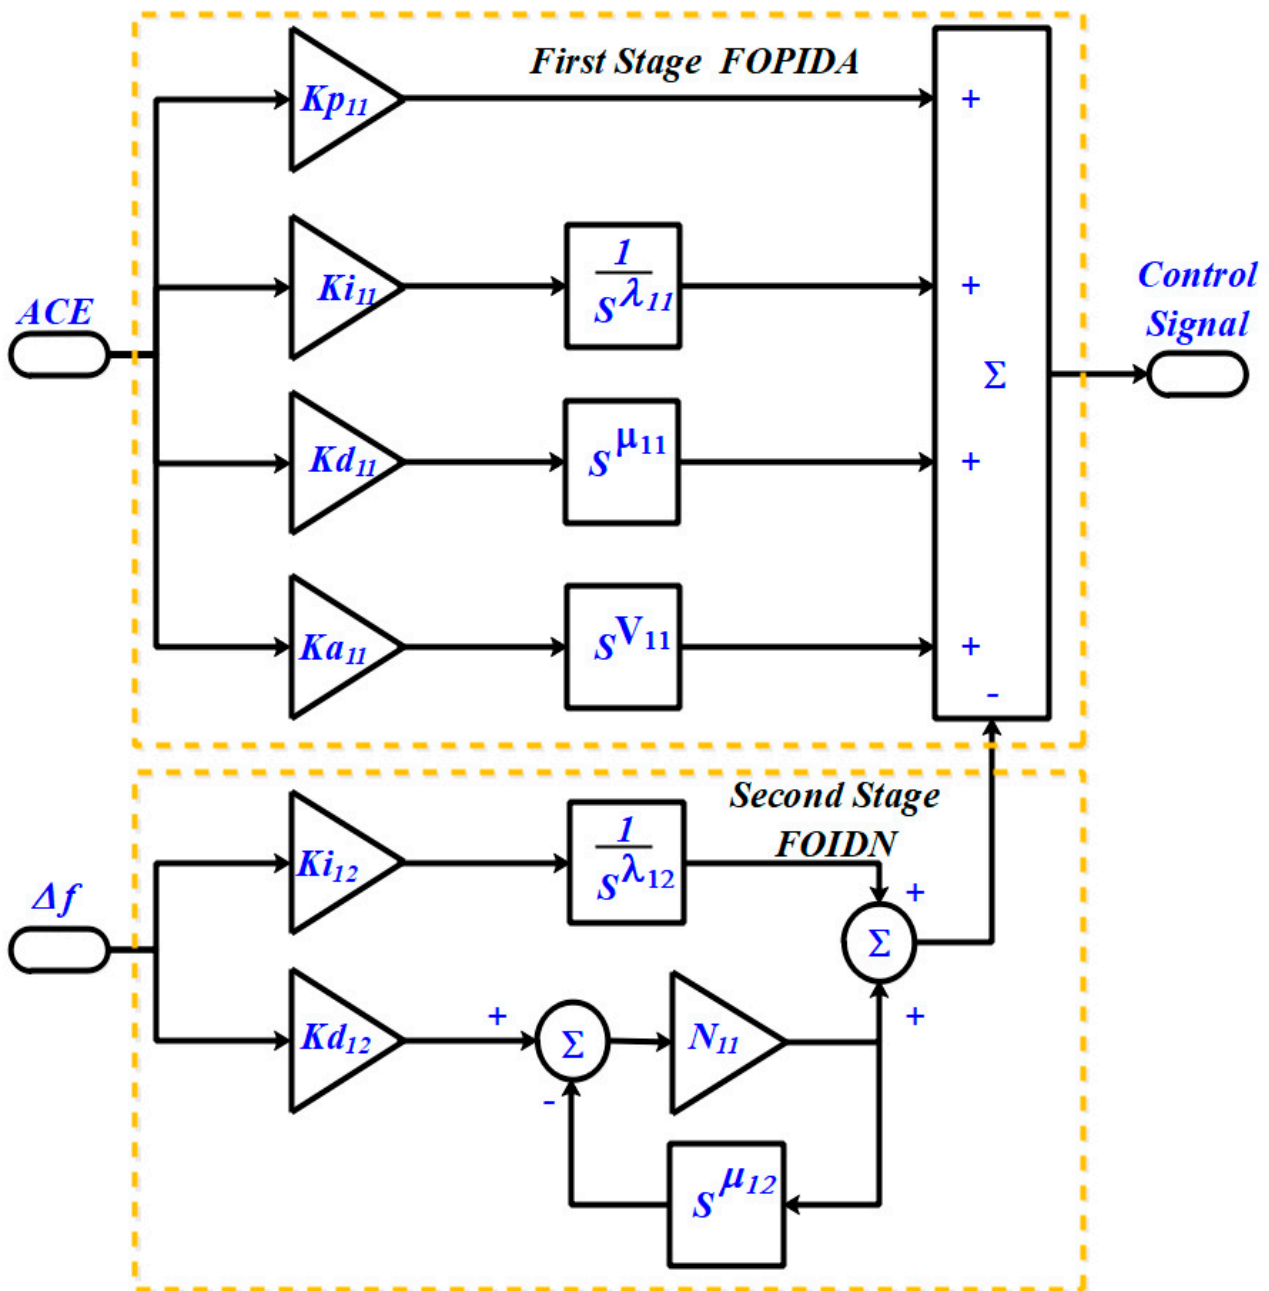 First Stage FOPIDA
Kp11
+
Ki11
1
sλ11
+
Control
Signal
ACE
Σ
Kd11
sμ11
+
Ka11
sV11
+
-
Second Stage
FOIDN
Ki12
1
sλ12
+
Δf
Σ
Kd12
+
Σ
N11
+
-
sμ12